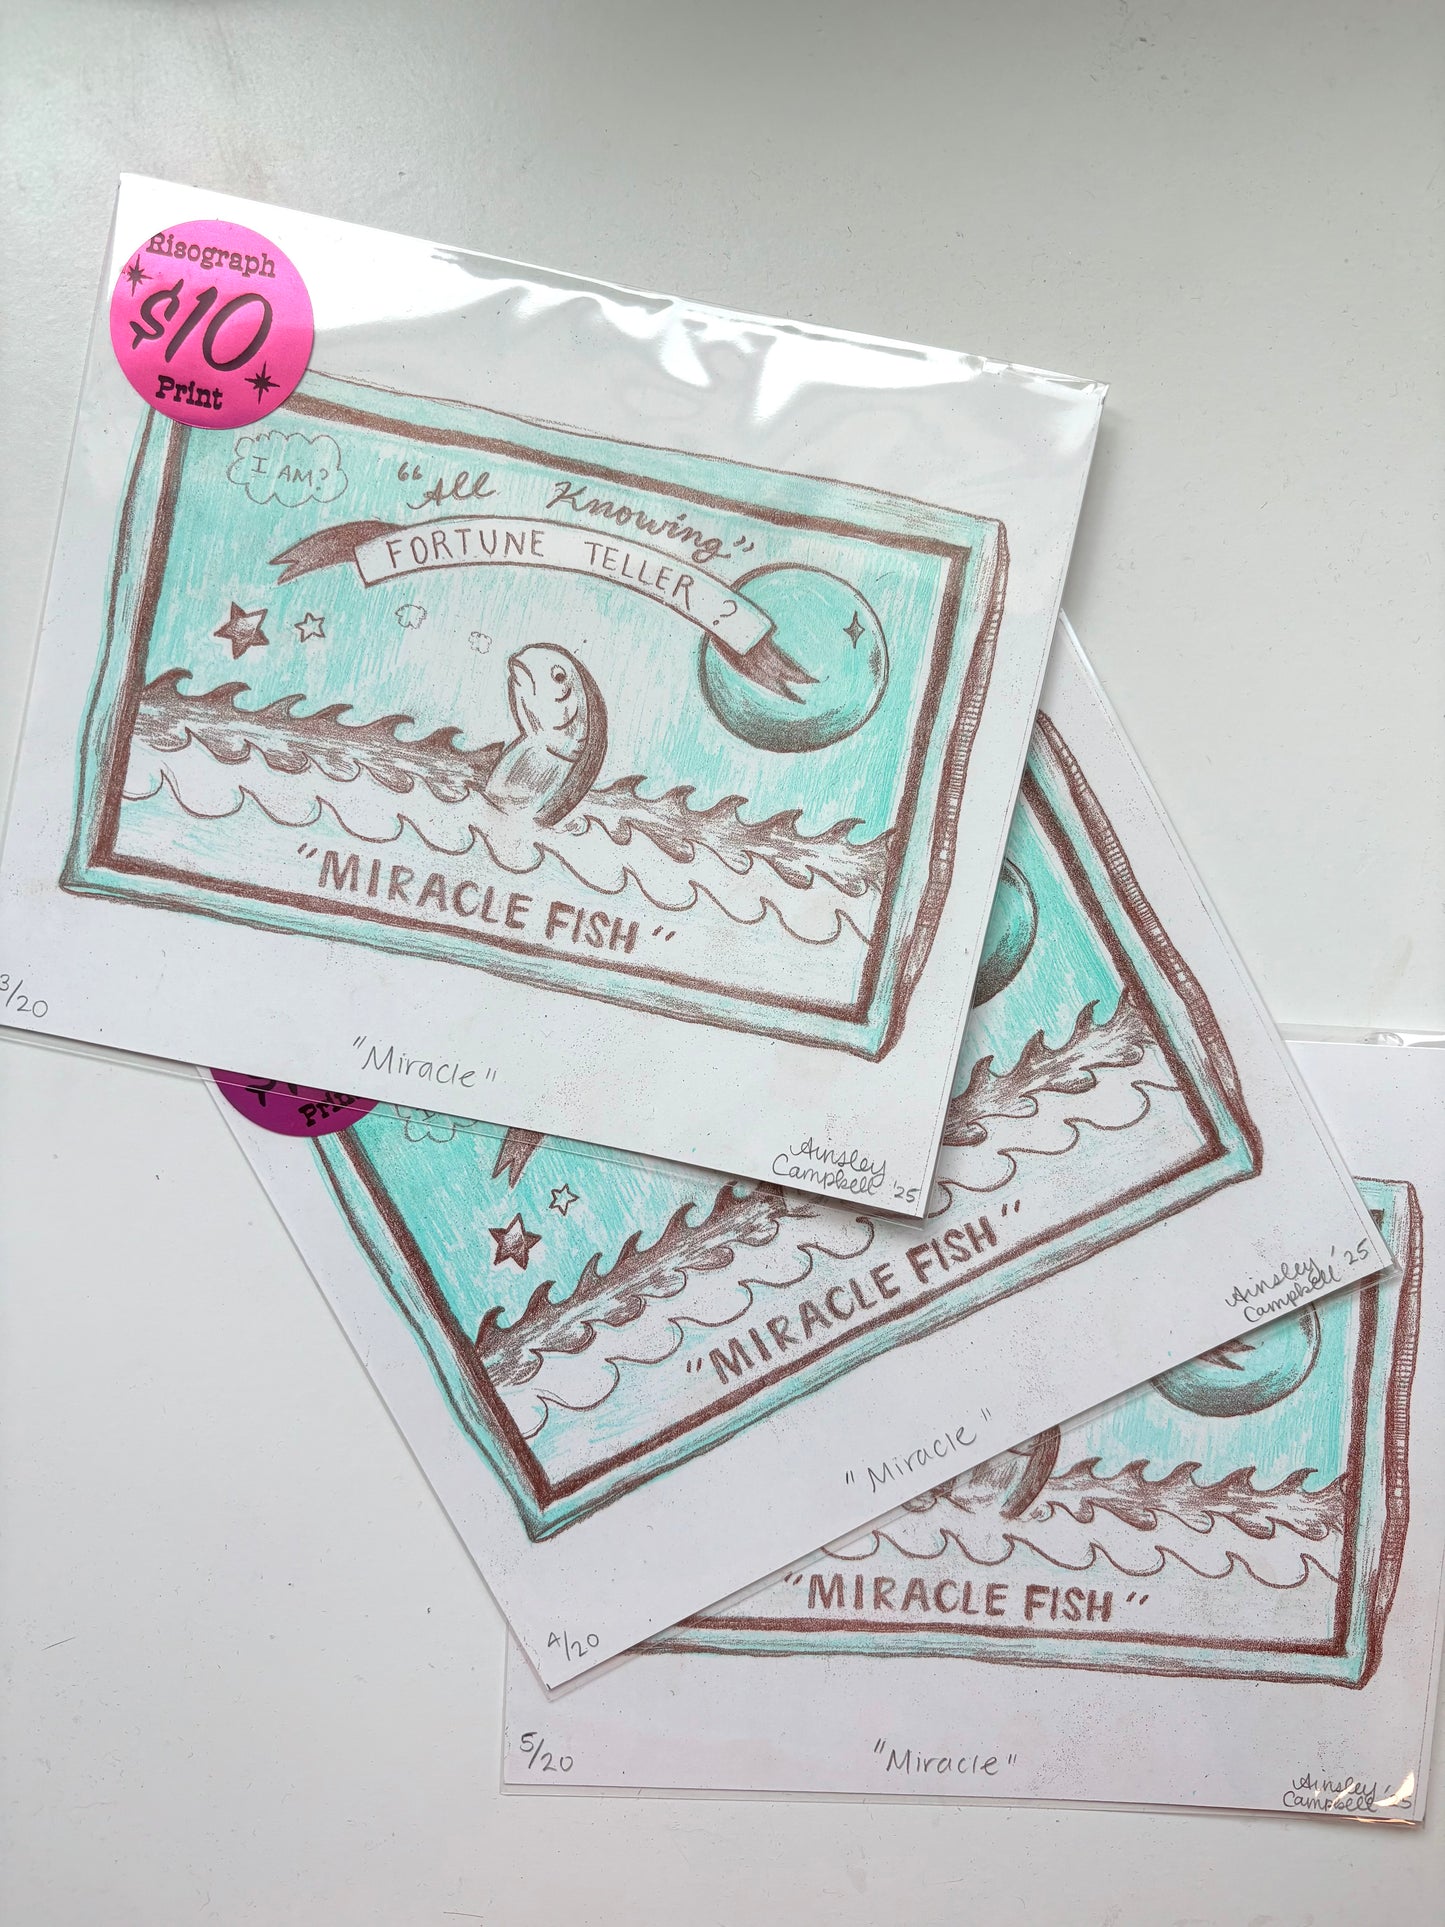 Risograph
$10
Print
I AM?
"All Knowing"
FORTUNE TELLER?
"MIRACLE FISH"
3/20
"Miracle"
Ainsley
Campbell '25
Print
"MIRACLE FISH"
Ainsley
Campbell '25
"Miracle"
4/20
"MIRACLE FISH"
5/20
"Miracle"
Ainsley
Campbell '25